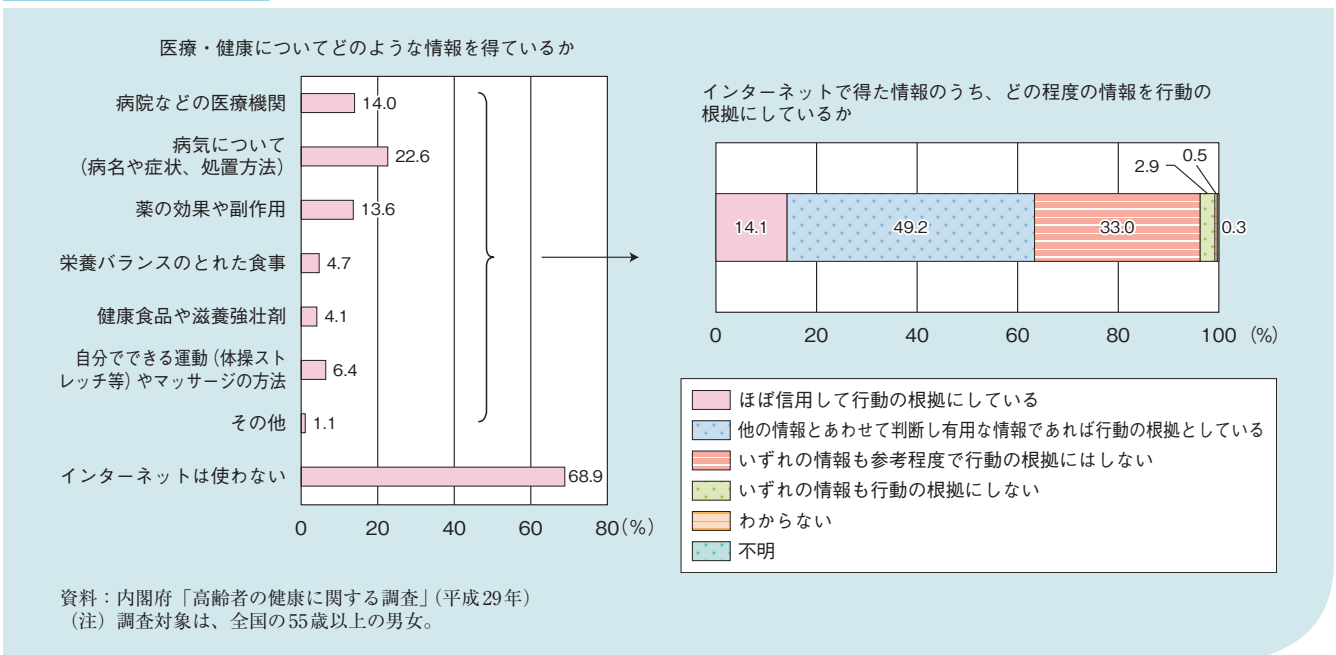 医療・健康についてどのような情報を得ているか
病院などの医療機関
14.0
病気について
(病名や症状、処置方法)
22.6
薬の効果や副作用
13.6
栄養バランスのとれた食事
4.7
健康食品や滋養強壮剤
4.1
自分でできる運動(体操スト
レッチ等)やマッサージの方法
6.4
その他
1.1
インターネットは使わない
68.9
0 20 40 60 80(%)
インターネットで得た情報のうち、どの程度の情報を行動の
根拠にしているか
2.9 0.5
14.1 49.2 33.0 0.3
0 20 40 60 80 100 (%)
ほぼ信用して行動の根拠にしている
他の情報とあわせて判断し有用な情報であれば行動の根拠としている
いずれの情報も参考程度で行動の根拠にはしない
いずれの情報も行動の根拠にしない
わからない
不明
資料：内閣府「高齢者の健康に関する調査」(平成29年)
(注)調査対象は、全国の55歳以上の男女。